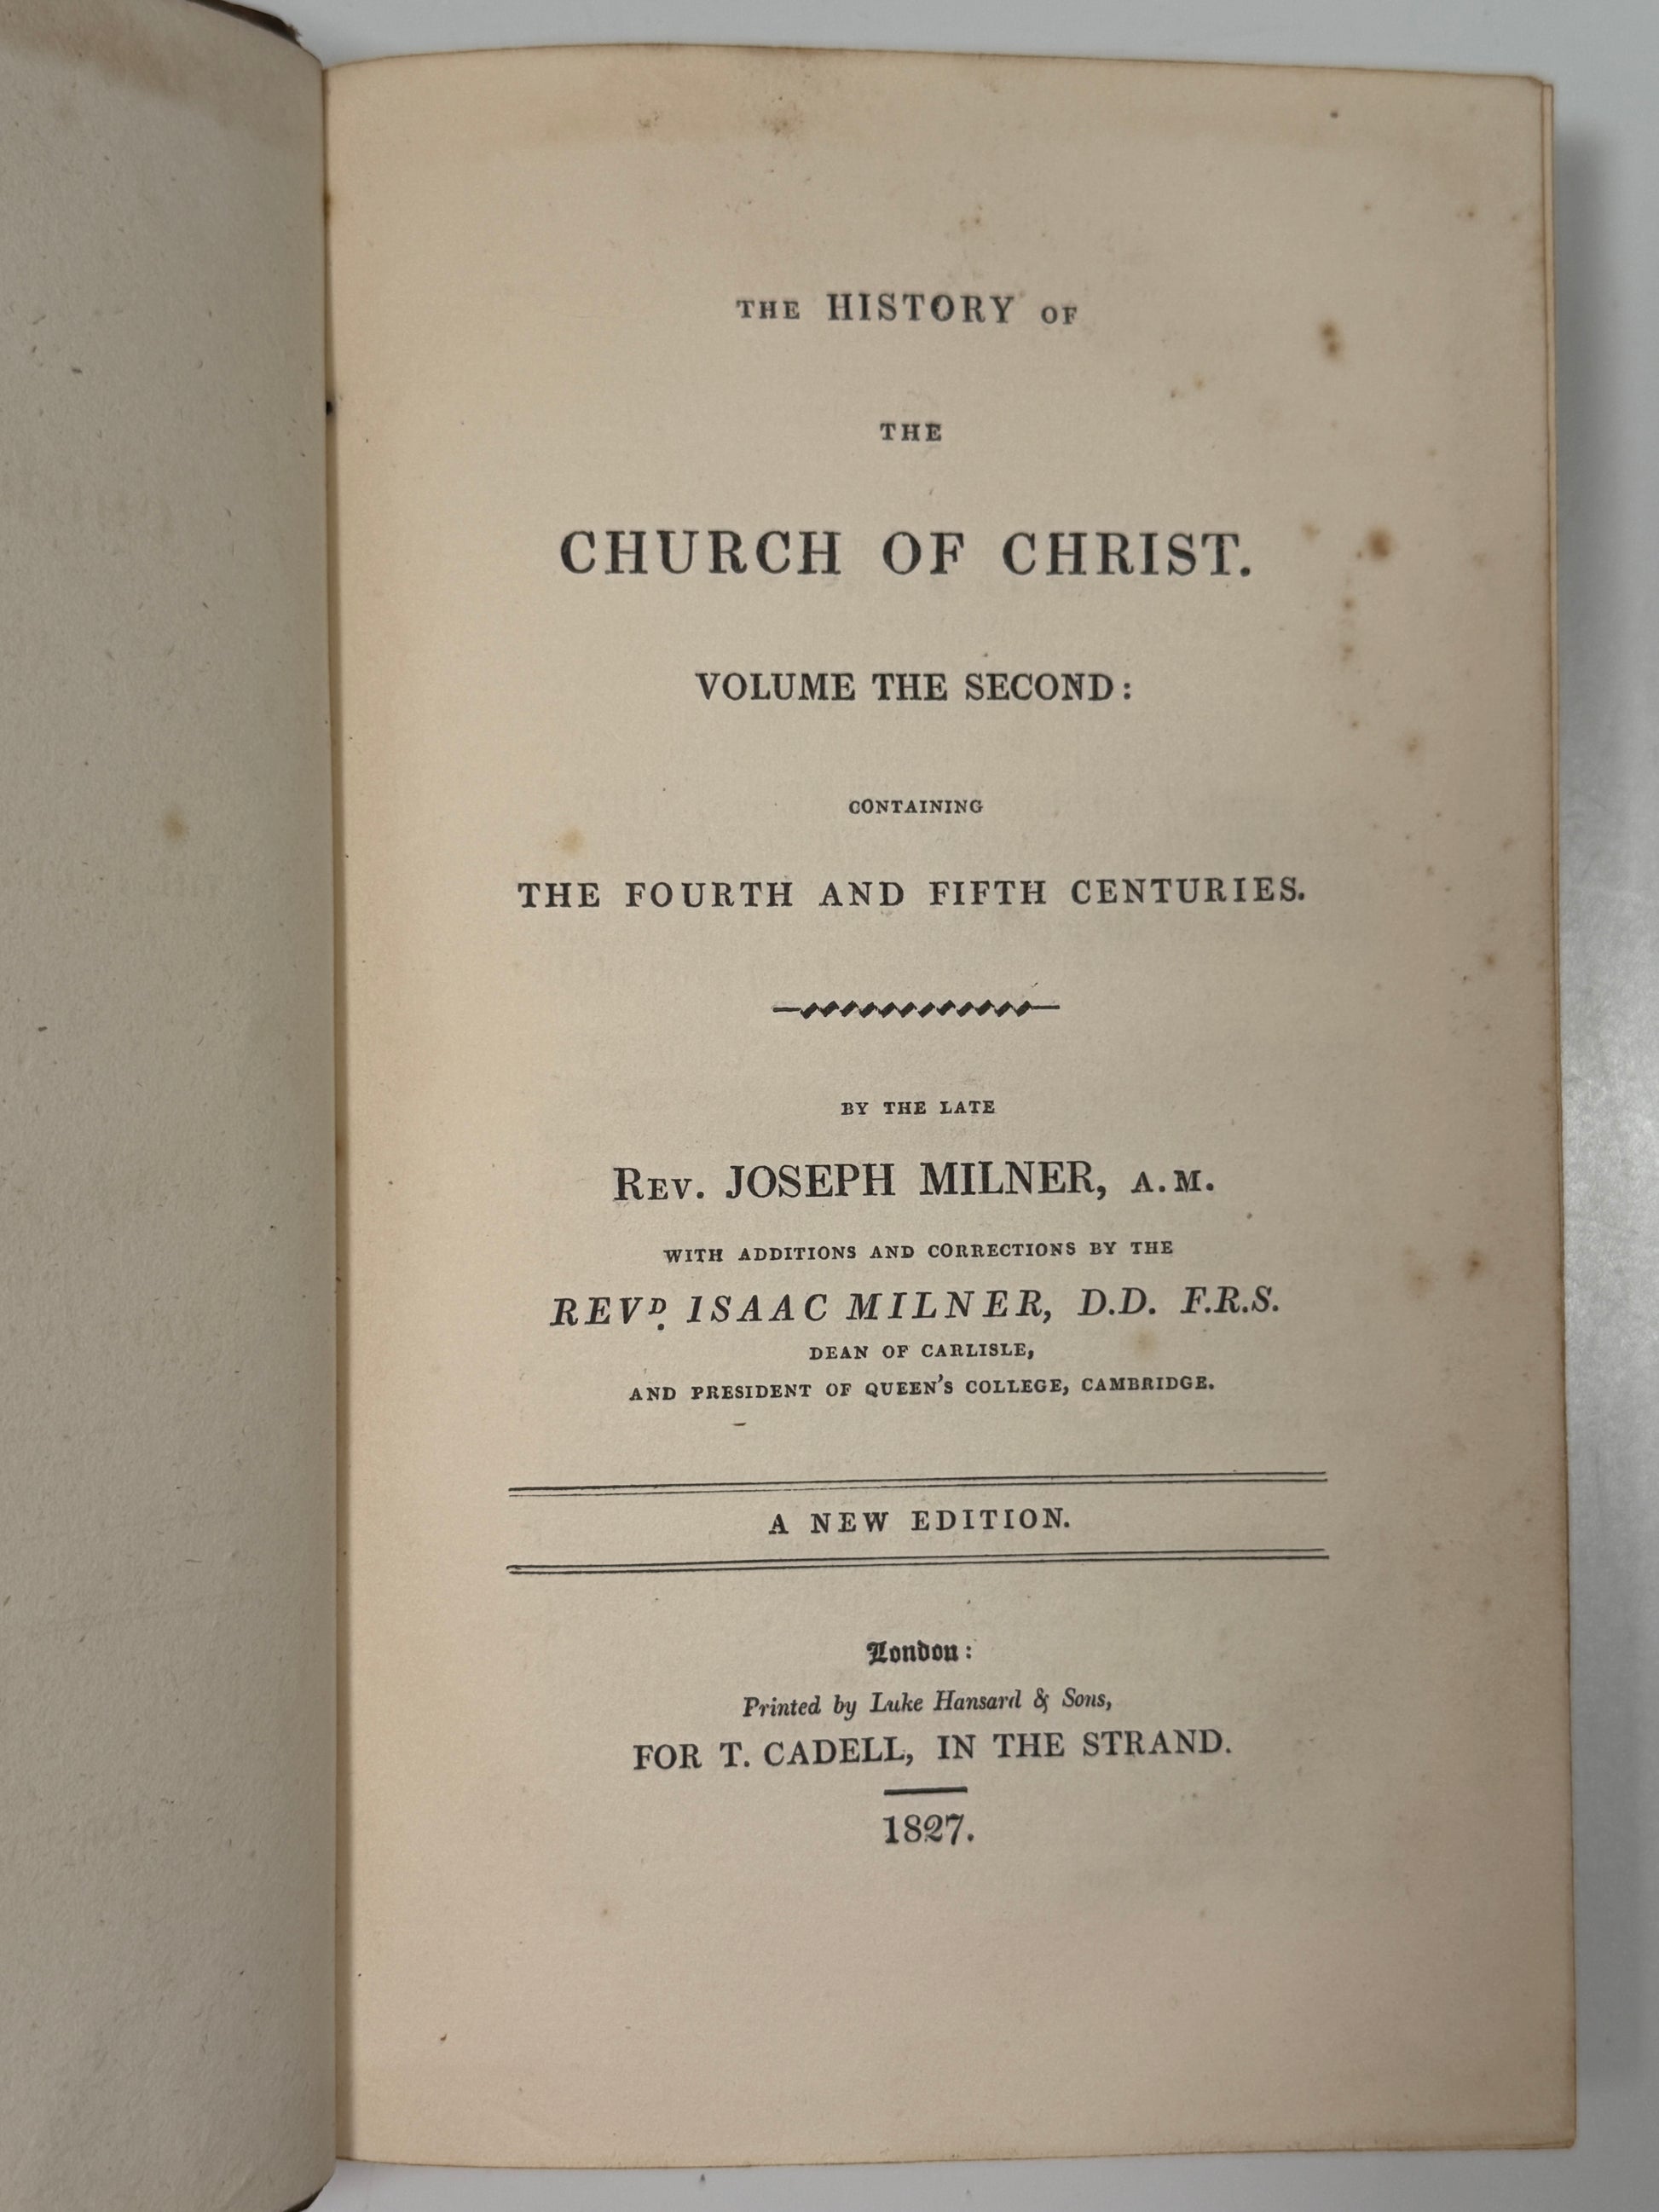 THE HISTORY OF
THE
CHURCH OF CHRIST.
VOLUME THE SECOND:
CONTAINING
THE FOURTH AND FIFTH CENTURIES.
BY THE LATE
REV. JOSEPH MILNER, A.M.
WITH ADDITIONS AND CORRECTIONS BY THE
REVD. ISAAC MILNER, D.D. F.R.S.
DEAN OF CARLISLE,
AND PRESIDENT OF QUEEN'S COLLEGE, CAMBRIDGE.
A NEW EDITION.
London:
Printed by Luke Hansard & Sons,
FOR T. CADELL, IN THE STRAND.
1827.